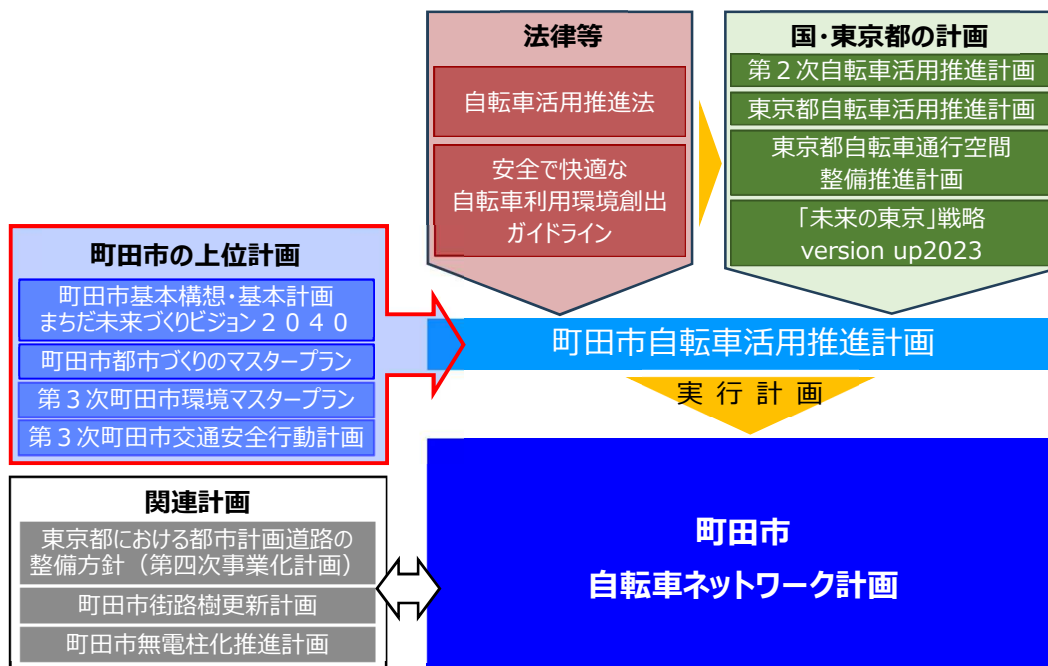 法律等
自転車活用推進法
安全で快適な
自転車利用環境創出
ガイドライン
国・東京都の計画
第２次自転車活用推進計画
東京都自転車活用推進計画
東京都自転車通行空間
整備推進計画
「未来の東京」戦略
version up2023
町田市の上位計画
町田市基本構想・基本計画
まちだ未来づくりビジョン２０４０
町田市都市づくりのマスタープラン
第３次町田市環境マスタープラン
第３次町田市交通安全行動計画
町田市自転車活用推進計画
実行計画
関連計画
東京都における都市計画道路の
整備方針（第四次事業化計画）
町田市街路樹更新計画
町田市無電柱化推進計画
町田市
自転車ネットワーク計画